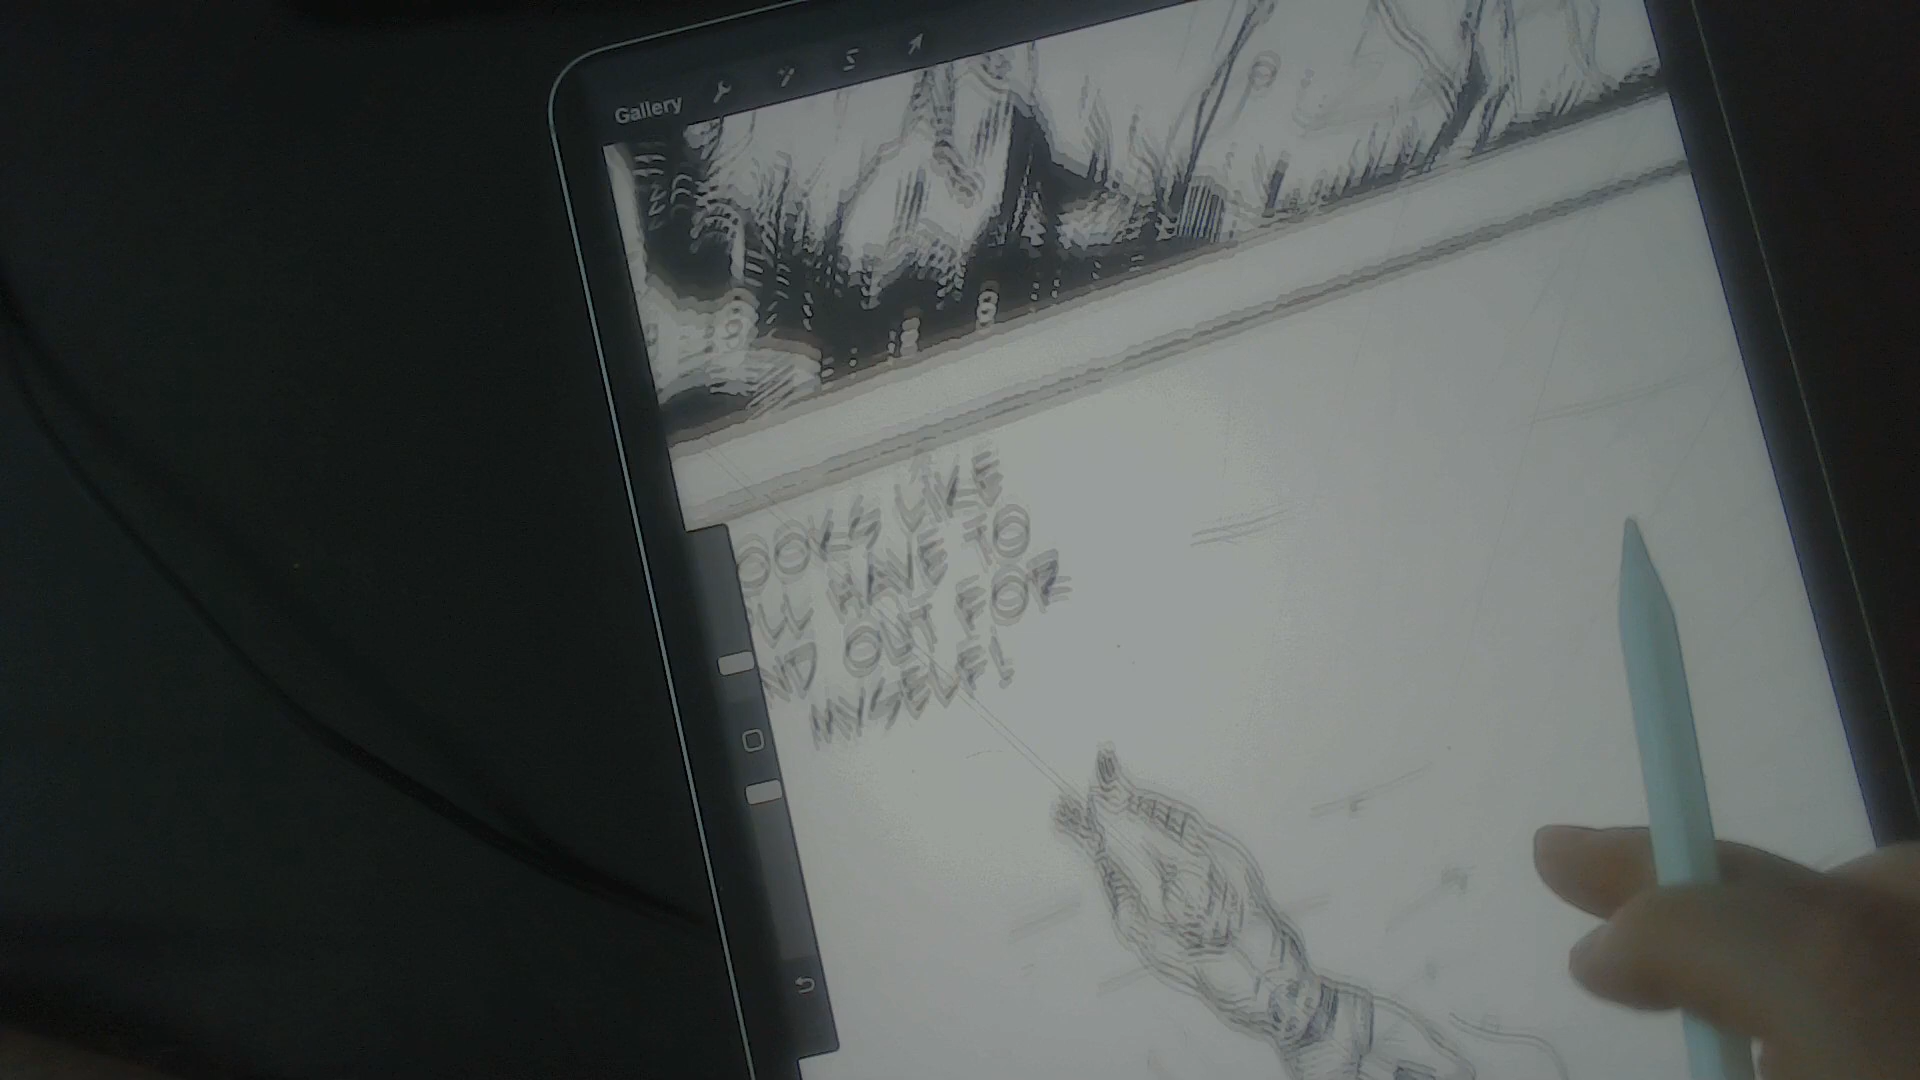 Gallery
OOKS LIKE
LL HAVE TO
ND OUT FOR
MYSELF!